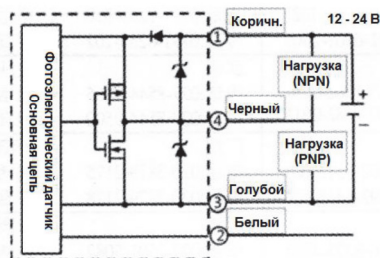 Коричн.
12 - 24 В
1
Фотоэлектрический датчик
Основная цепь
Нагрузка
(NPN)
+
Черный
4
−
Нагрузка
(PNP)
Голубой
3
Белый
2